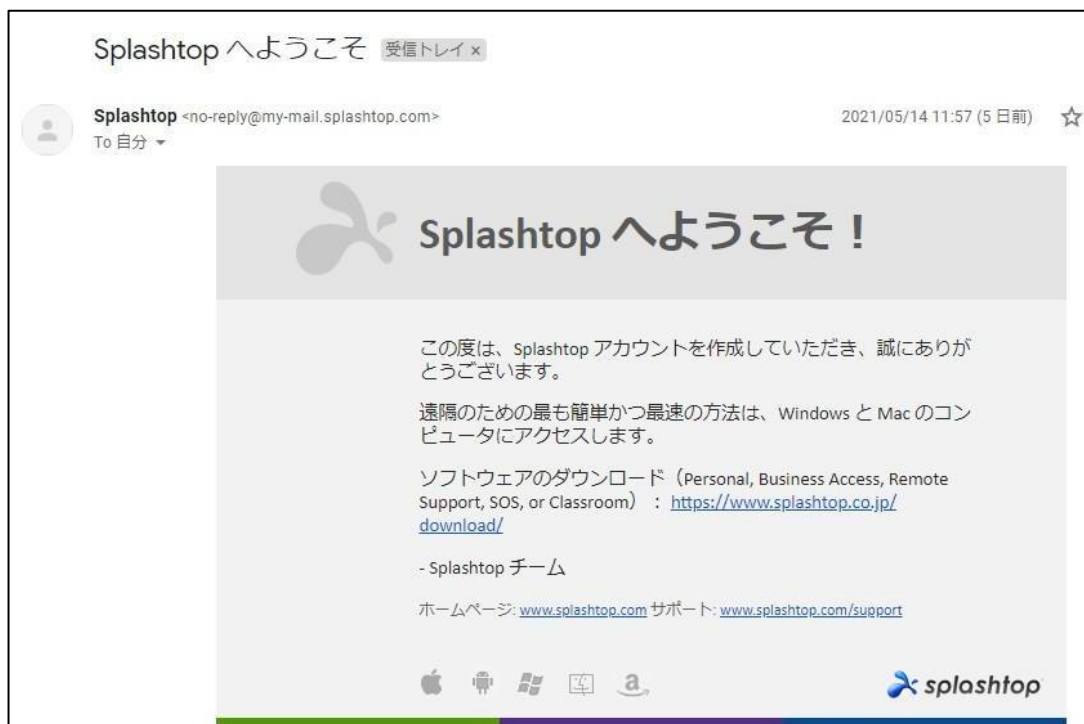 Splashtop へようこそ 受信トレイ ×
Splashtop <no-reply@my-mail.splashtop.com> 2021/05/14 11:57 (5 日前)
To 自分
Splashtop へようこそ！
この度は、Splashtop アカウントを作成していただき、誠にありが
とうございます。
遠隔のための最も簡単かつ最速の方法は、Windows と Mac のコン
ピュータにアクセスします。
ソフトウェアのダウンロード（Personal, Business Access, Remote
Support, SOS, or Classroom） : https://www.splashtop.co.jp/
download/
- Splashtop チーム
ホームページ: www.splashtop.com サポート: www.splashtop.com/support
a
splashtop